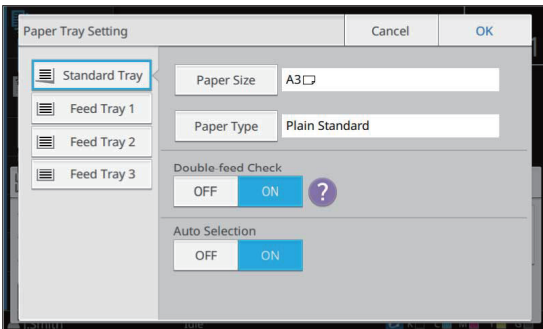 Paper Tray Setting
Cancel
OK
Standard Tray
Feed Tray 1
Feed Tray 2
Feed Tray 3
Paper Size
A3
Paper Type
Plain Standard
Double-feed Check
OFF
ON
?
Auto Selection
OFF
ON